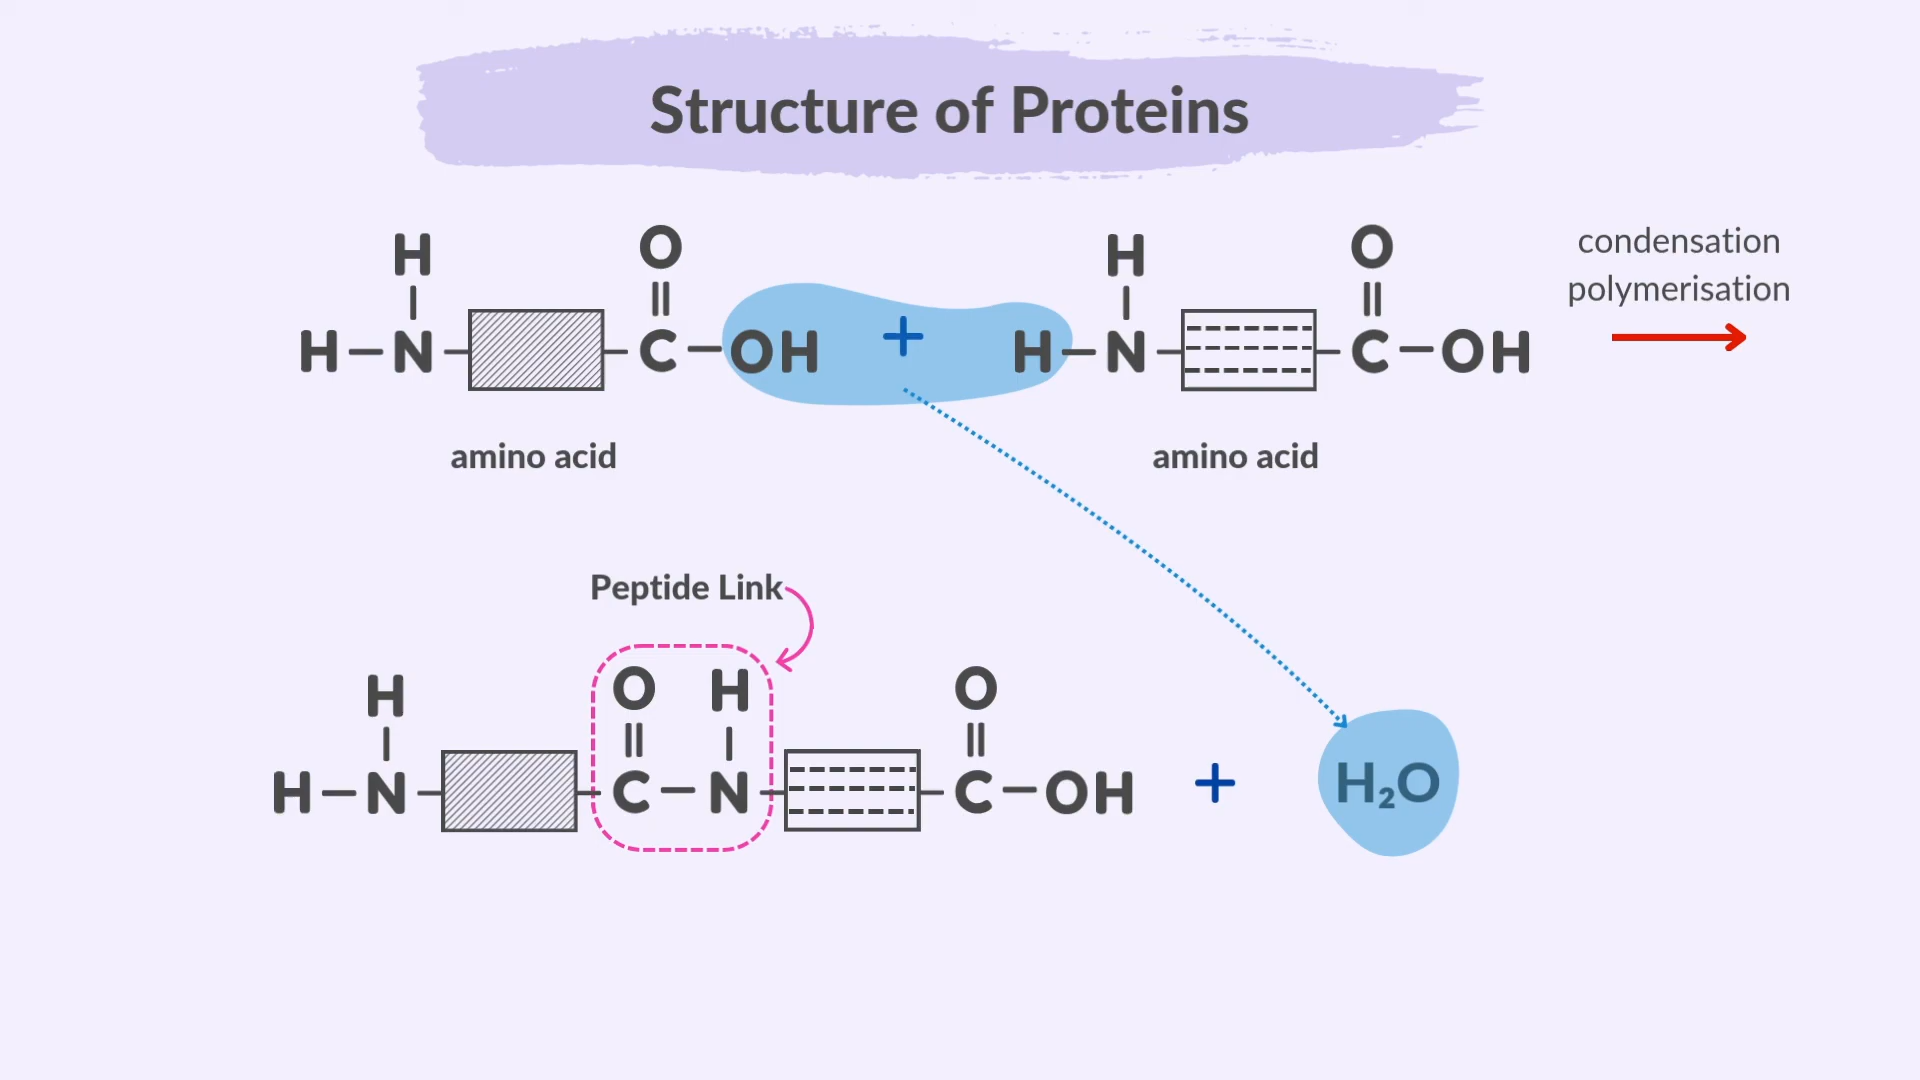 Structure of Proteins
H O H O condensation
polymerisation
H N C OH + H N C OH
amino acid amino acid
Peptide Link
H O H O
H N C N C OH + H₂O